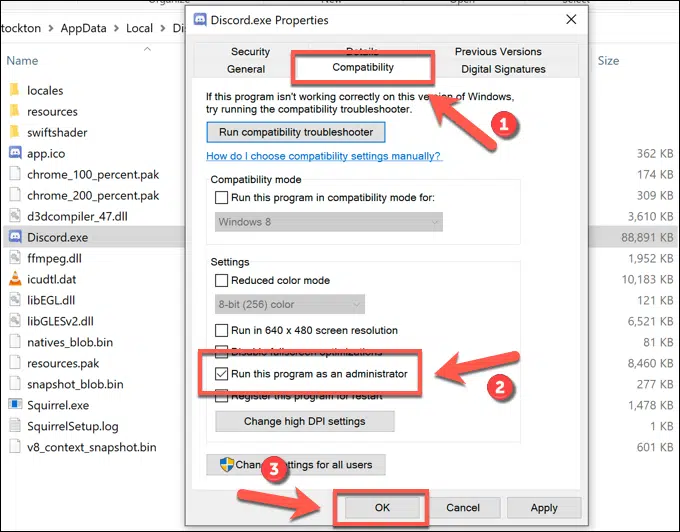 Organize
New
Open
Select
tockton > AppData > Local > Dis
Name
Size
locales
resources
swiftshader
app.ico
362 KB
chrome_100_percent.pak
174 KB
chrome_200_percent.pak
309 KB
d3dcompiler_47.dll
3,610 KB
Discord.exe
88,891 KB
ffmpeg.dll
1,952 KB
icudtl.dat
10,183 KB
libEGL.dll
121 KB
libGLESv2.dll
6,521 KB
natives_blob.bin
81 KB
resources.pak
8,460 KB
snapshot_blob.bin
277 KB
Squirrel.exe
1,478 KB
SquirrelSetup.log
1 KB
v8_context_snapshot.bin
601 KB
Discord.exe Properties
Security
Details
Previous Versions
General
Compatibility
Digital Signatures
If this program isn't working correctly on this version of Windows,
try running the compatibility troubleshooter.
1
Run compatibility troubleshooter
How do I choose compatibility settings manually?
Compatibility mode
Run this program in compatibility mode for:
Windows 8
Settings
Reduced color mode
8-bit (256) color
Run in 640 x 480 screen resolution
Disable fullscreen optimizations
Run this program as an administrator
2
Register this program for restart
Change high DPI settings
Change settings for all users
3
OK
Cancel
Apply